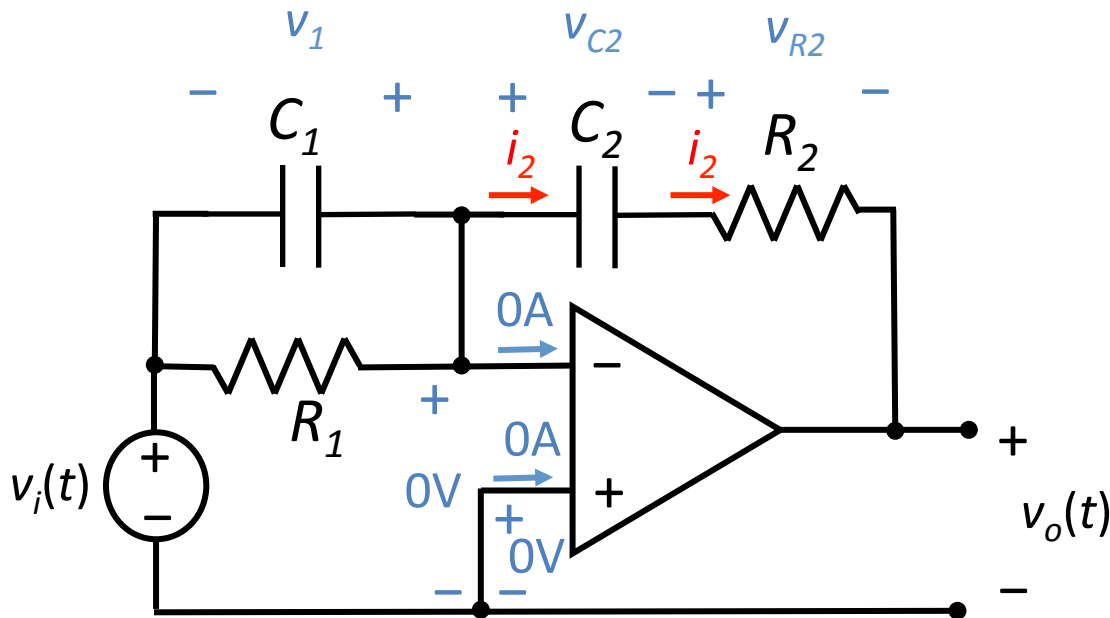 v1 vC2 vR2
− + + − + −
C1 i2 C2 i2 R2
0A
− +
R1
0A
+ − vi(t) 0V + + 0V
+ vo(t) −
− −